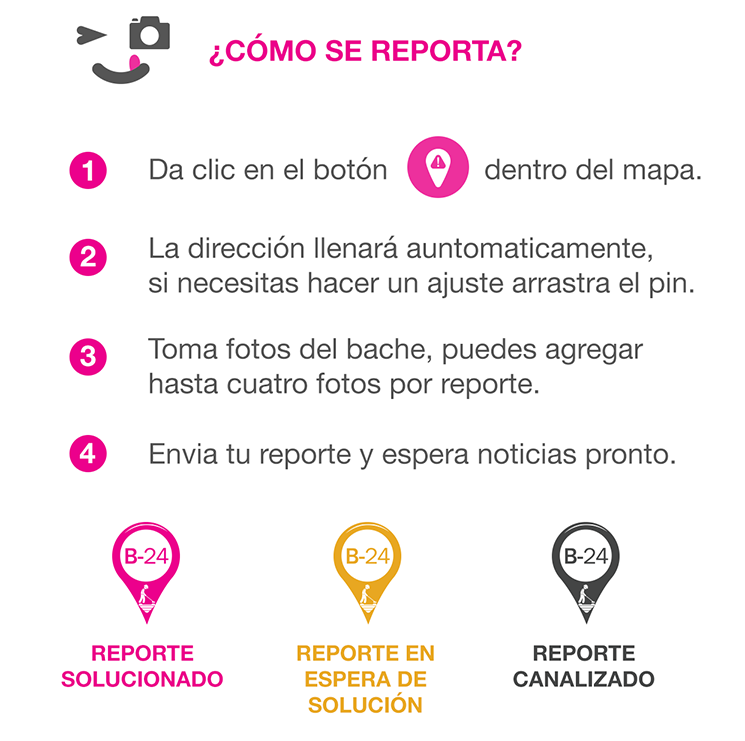 ¿CÓMO SE REPORTA?
1 Da clic en el botón dentro del mapa.
2 La dirección llenará auntomaticamente,
si necesitas hacer un ajuste arrastra el pin.
3 Toma fotos del bache, puedes agregar
hasta cuatro fotos por reporte.
4 Envia tu reporte y espera noticias pronto.
B-24 B-24 B-24
REPORTE
SOLUCIONADO
REPORTE EN
ESPERA DE
SOLUCIÓN
REPORTE
CANALIZADO